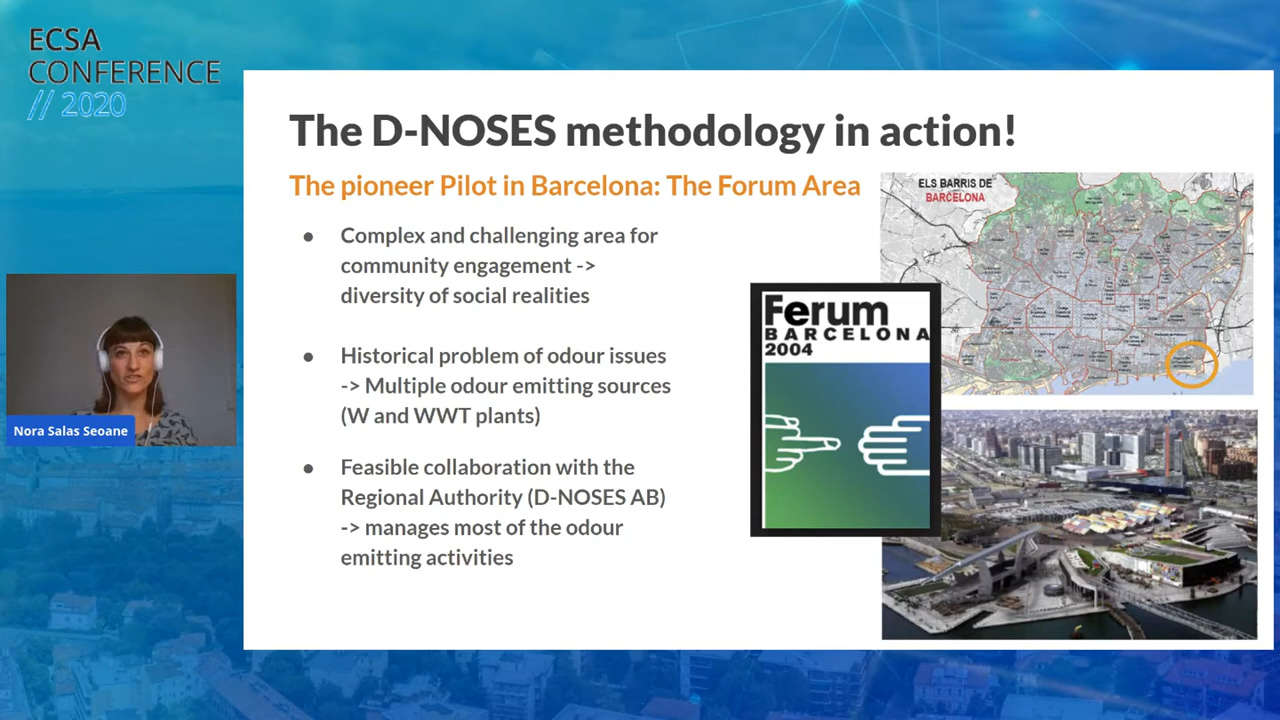 ECSA
CONFERENCE
// 2020
The D-NOSES methodology in action!
The pioneer Pilot in Barcelona: The Forum Area
● Complex and challenging area for
community engagement ->
diversity of social realities
● Historical problem of odour issues
-> Multiple odour emitting sources
(W and WWT plants)
● Feasible collaboration with the
Regional Authority (D-NOSES AB)
-> manages most of the odour
emitting activities
ELS BARRIS DE
BARCELONA
Ferum
BARCELONA
2004
Nora Salas Seoane